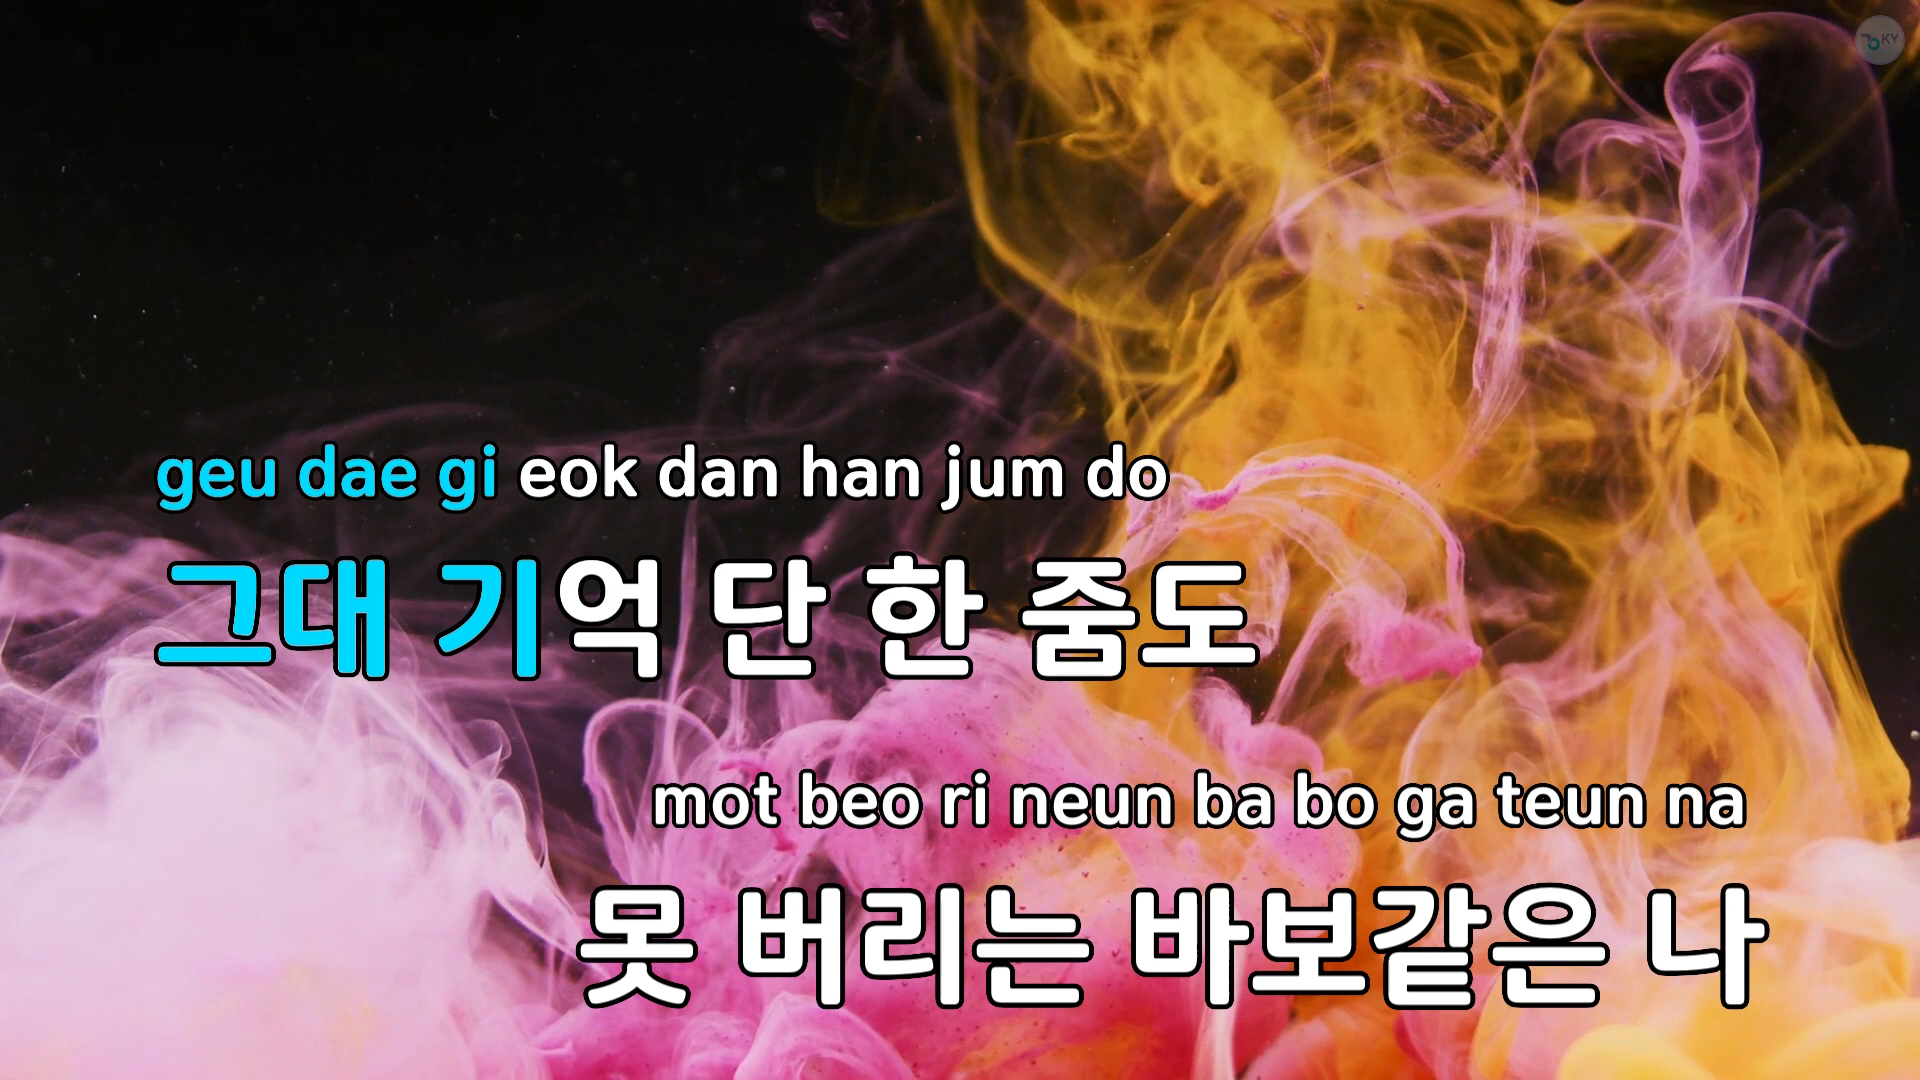 KY
geu dae gi eok dan han jum do
그대 기억 단 한 줌도
mot beo ri neun ba bo ga teun na
못 버리는 바보같은 나